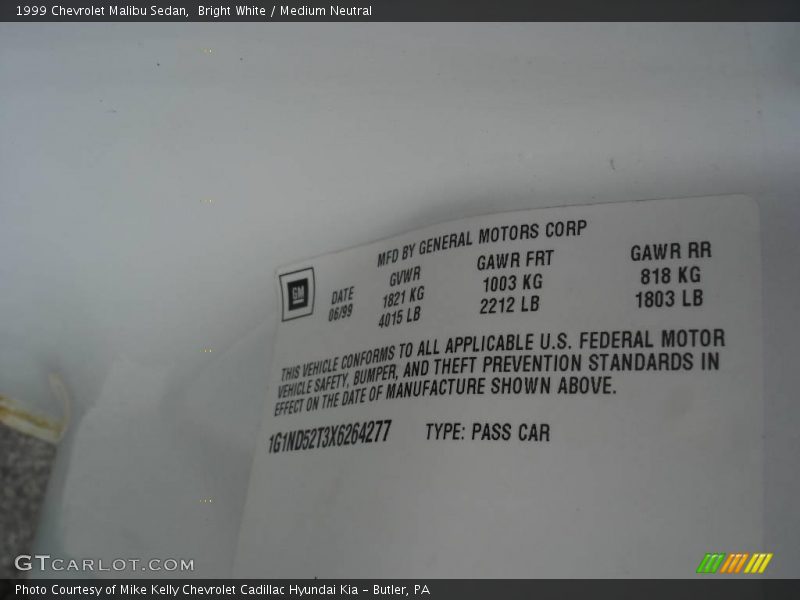 1999 Chevrolet Malibu Sedan,  Bright White / Medium Neutral
MFD BY GENERAL MOTORS CORP
GM
DATE
06/99
GVWR
1821 KG
4015 LB
GAWR FRT
1003 KG
2212 LB
GAWR RR
818 KG
1803 LB
THIS VEHICLE CONFORMS TO ALL APPLICABLE U.S. FEDERAL MOTOR
VEHICLE SAFETY, BUMPER, AND THEFT PREVENTION STANDARDS IN
EFFECT ON THE DATE OF MANUFACTURE SHOWN ABOVE.
1G1ND52T3X6264277 TYPE: PASS CAR
GTCARLOT.COM
Photo Courtesy of Mike Kelly Chevrolet Cadillac Hyundai Kia – Butler, PA